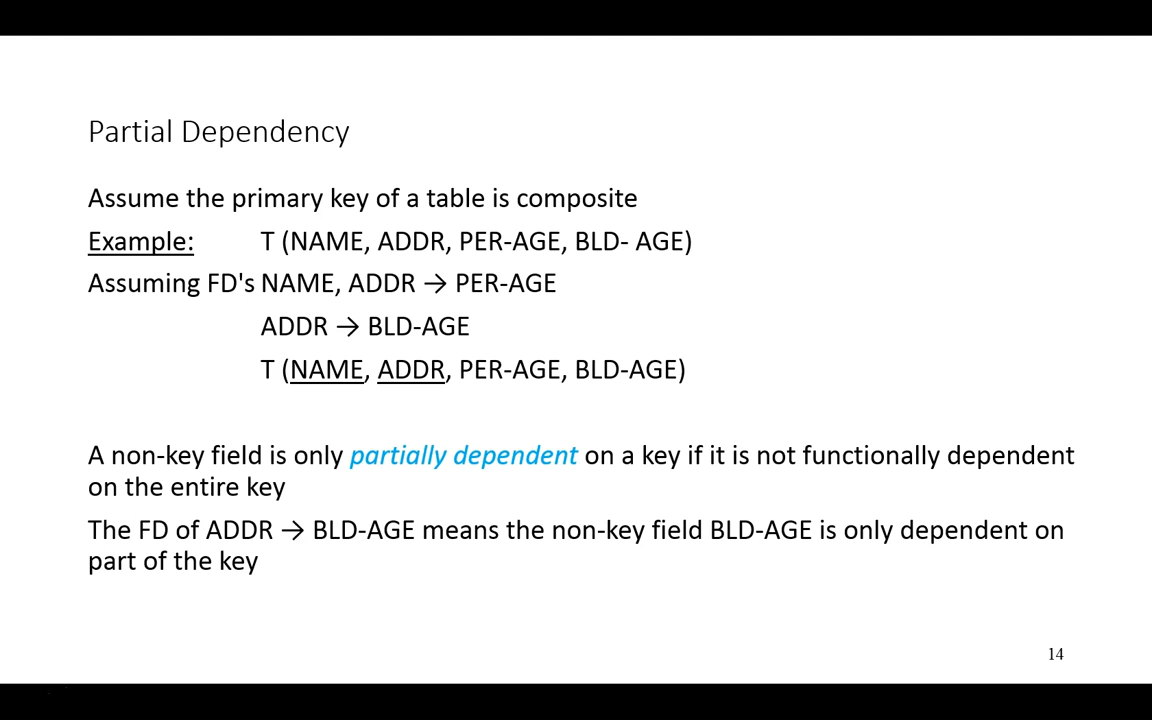 Partial Dependency
Assume the primary key of a table is composite
Example: T (NAME, ADDR, PER-AGE, BLD- AGE)
Assuming FD's NAME, ADDR → PER-AGE
ADDR → BLD-AGE
T (NAME, ADDR, PER-AGE, BLD-AGE)
A non-key field is only partially dependent on a key if it is not functionally dependent
on the entire key
The FD of ADDR → BLD-AGE means the non-key field BLD-AGE is only dependent on
part of the key
14